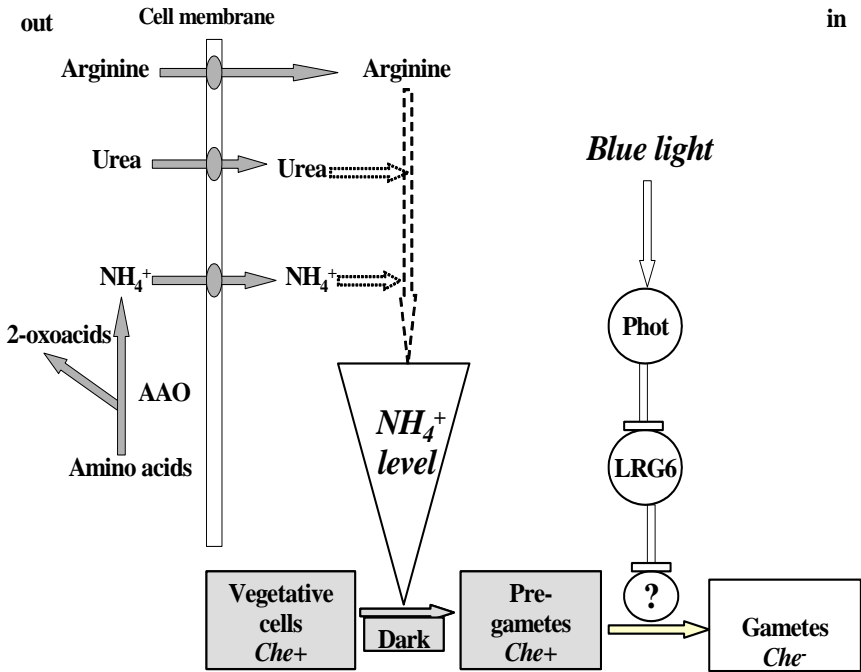 out
Cell membrane
in
Arginine
Arginine
Urea
Urea
Blue light
NH₄⁺
NH₄⁺
Phot
2-oxoacids
AAO
NH₄⁺
level
LRG6
Amino acids
Vegetative
cells
Che+
Dark
Pre-
gametes
Che+
?
Gametes
Che⁻